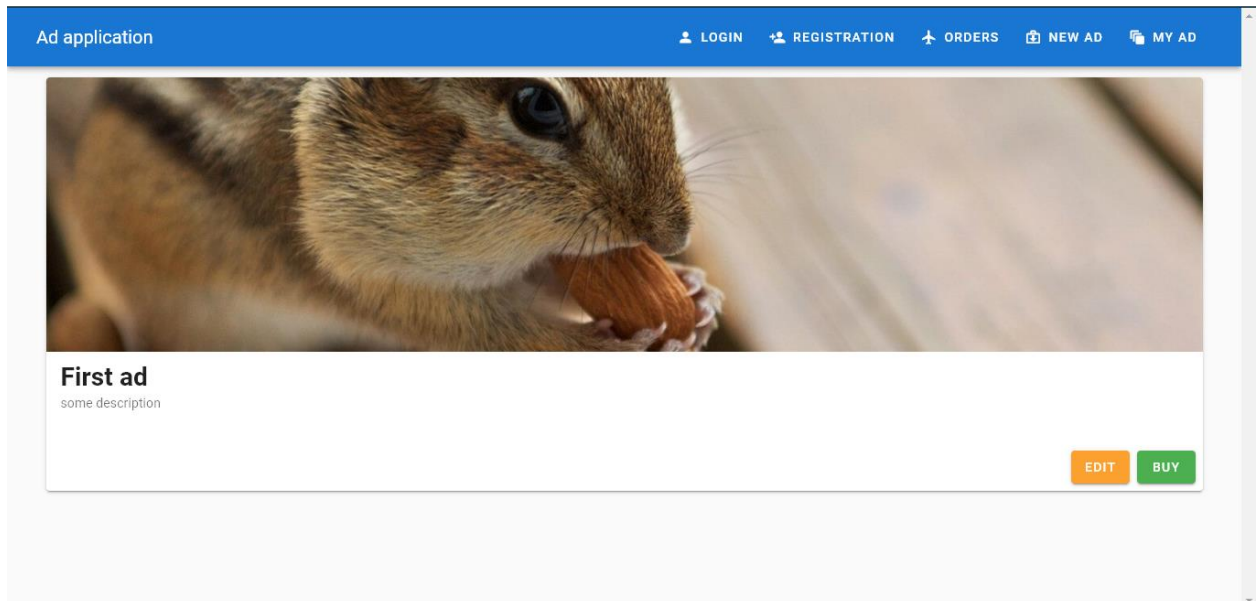 Ad application LOGIN REGISTRATION ORDERS NEW AD MY AD
First ad
some description
EDIT BUY